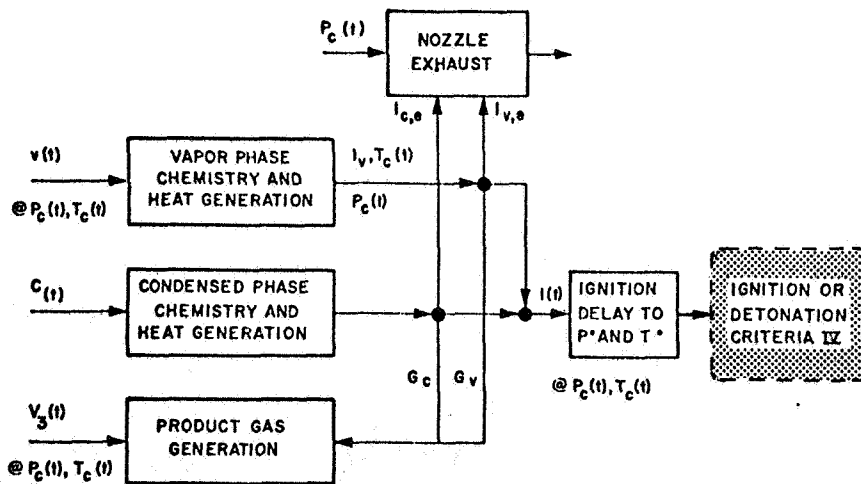 P_c(t)
NOZZLE
EXHAUST
I_c,e
I_v,e
v(t)
@ P_c(t), T_c(t)
VAPOR PHASE
CHEMISTRY AND
HEAT GENERATION
I_v, T_c(t)
P_c(t)
C(t)
CONDENSED PHASE
CHEMISTRY AND
HEAT GENERATION
I(t)
IGNITION
DELAY TO
P* AND T*
@ P_c(t), T_c(t)
IGNITION OR
DETONATION
CRITERIA IV
G_c
G_v
V_3(t)
@ P_c(t), T_c(t)
PRODUCT GAS
GENERATION